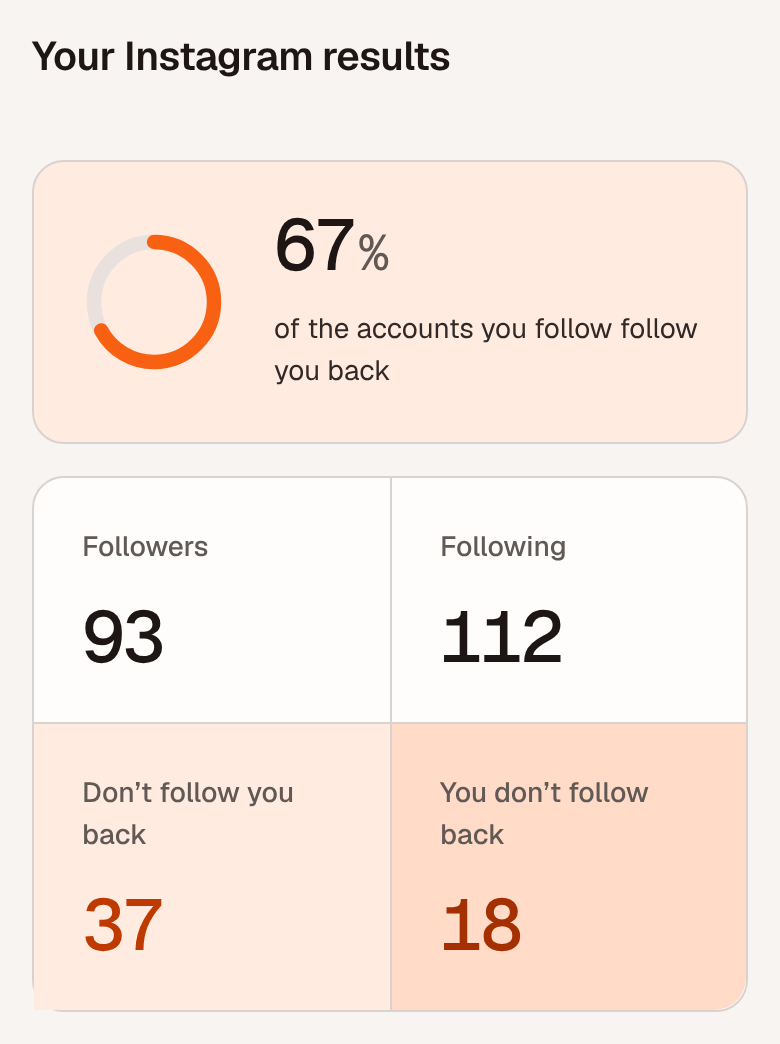 Your Instagram results
67%
of the accounts you follow follow
you back
Followers
93
Following
112
Don’t follow you
back
37
You don’t follow
back
18